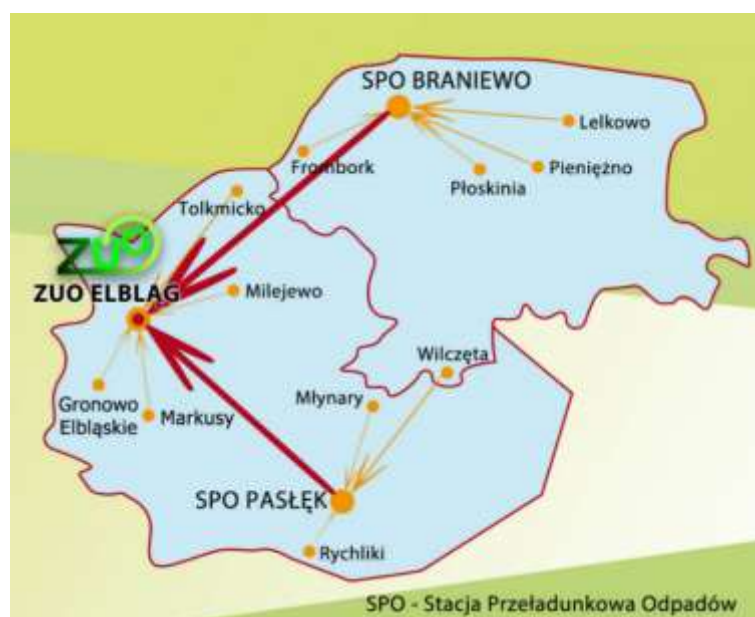 SPO BRANIEWO
Lelkowo
Frombork
Pieniężno
Płoskinia
Tolkmicko
ZUO
ZUO ELBLĄG
Milejewo
Wilczęta
Młynary
Gronowo
Elbląskie
Markusy
SPO PASŁĘK
Rychliki
SPO - Stacja Przeładunkowa Odpadów